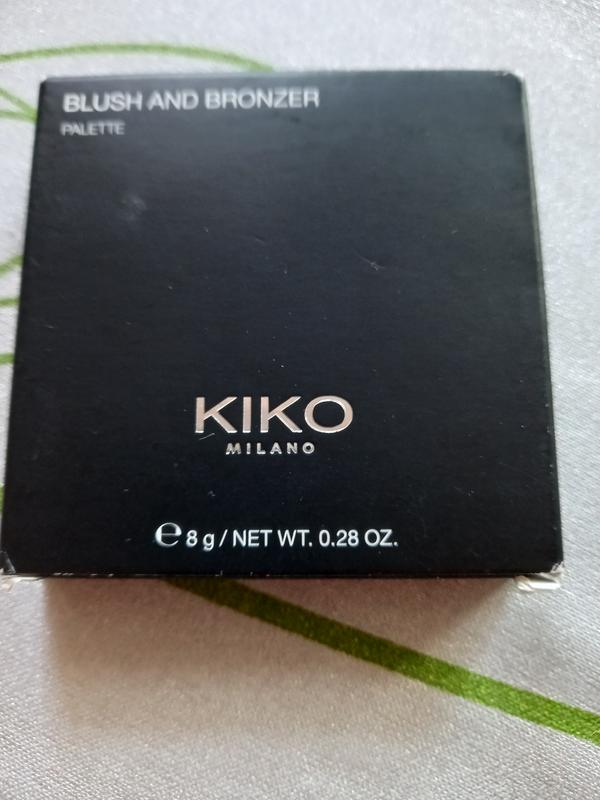 BLUSH AND BRONZER
PALETTE
KIKO
MILANO
℮ 8 g / NET WT. 0.28 OZ.